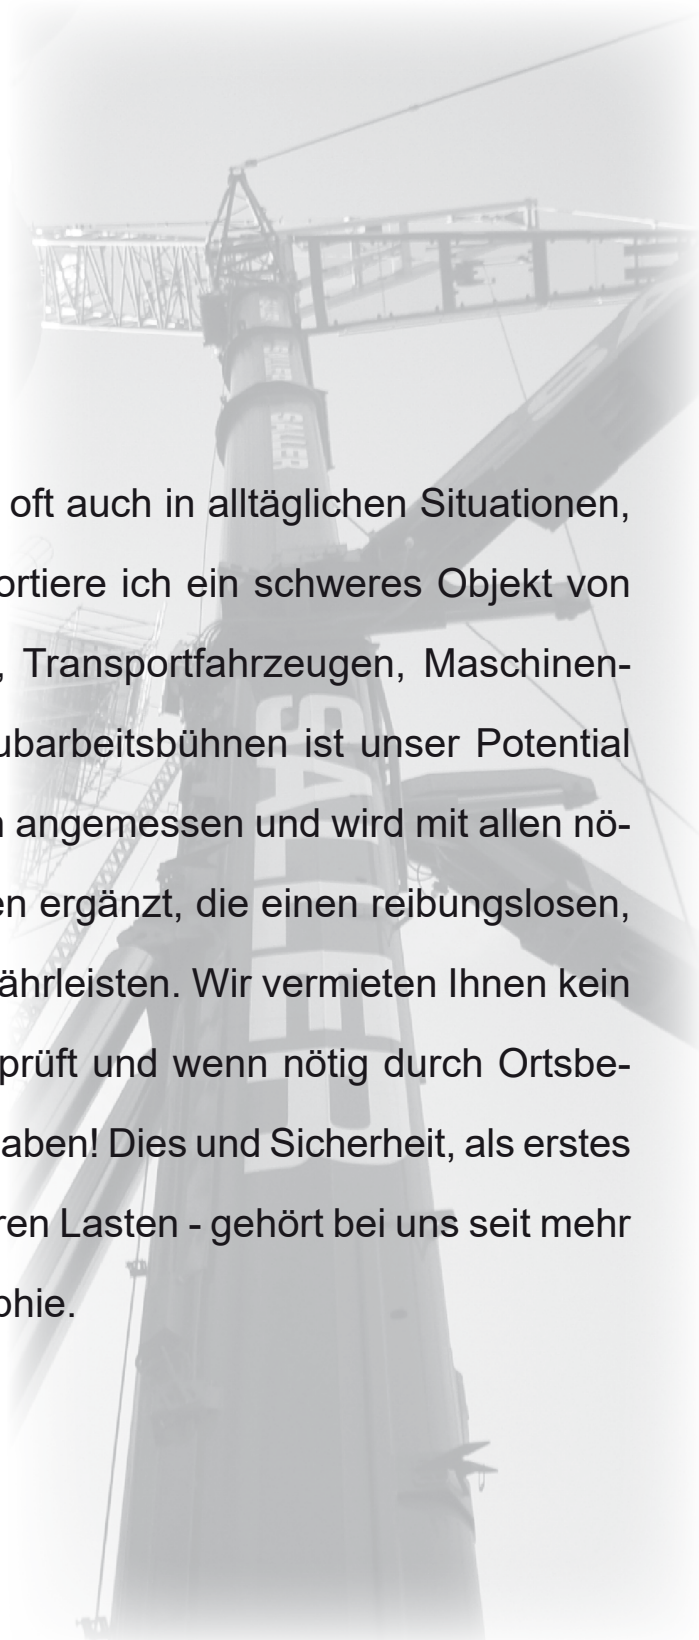 SAILER
SAILER
oft auch in alltäglichen Situationen,
ortiere ich ein schweres Objekt von
, Transportfahrzeugen, Maschinen-
ubarbeitsbühnen ist unser Potential
angemessen und wird mit allen nö-
en ergänzt, die einen reibungslosen,
ährleisten. Wir vermieten Ihnen kein
prüft und wenn nötig durch Ortsbe-
aben! Dies und Sicherheit, als erstes
ren Lasten - gehört bei uns seit mehr
phie.